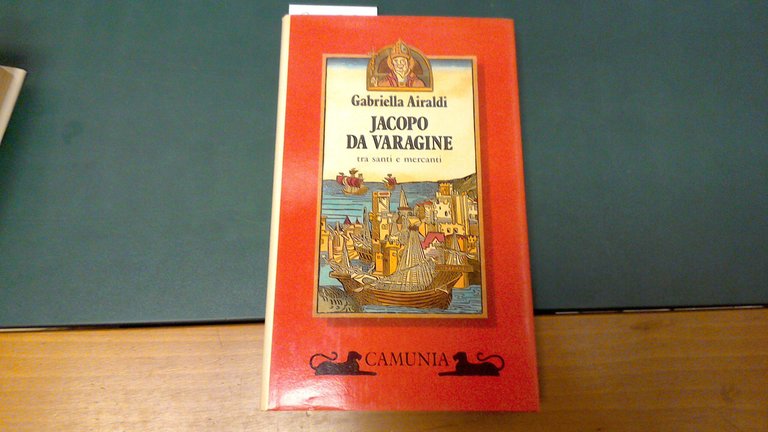 Gabriella Airaldi
JACOPO
DA VARAGINE
tra santi e mercanti
CAMUNIA